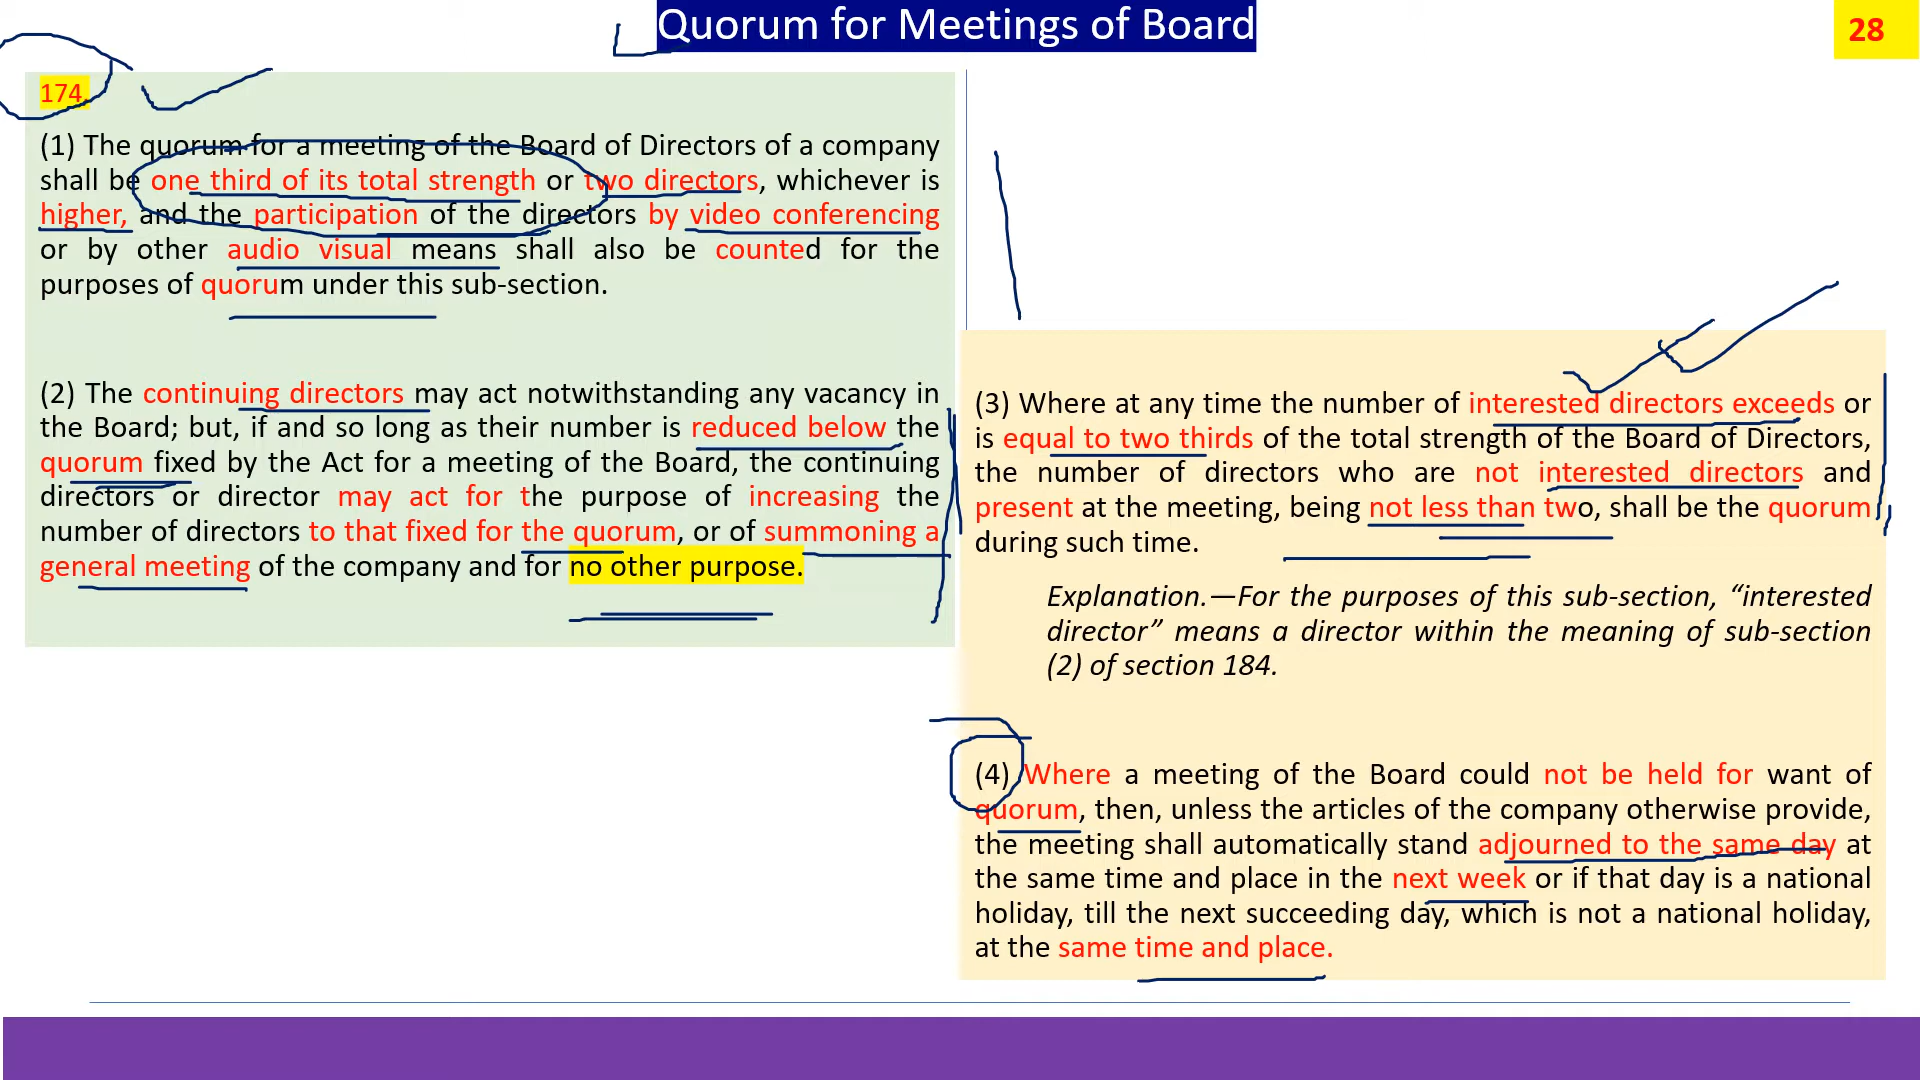 Quorum for Meetings of Board
28
174.
(1) The quorum for a meeting of the Board of Directors of a company
shall be one third of its total strength or two directors, whichever is
higher, and the participation of the directors by video conferencing
or by other audio visual means shall also be counted for the
purposes of quorum under this sub-section.
(2) The continuing directors may act notwithstanding any vacancy in
the Board; but, if and so long as their number is reduced below the
quorum fixed by the Act for a meeting of the Board, the continuing
directors or director may act for the purpose of increasing the
number of directors to that fixed for the quorum, or of summoning a
general meeting of the company and for no other purpose.
(3) Where at any time the number of interested directors exceeds or
is equal to two thirds of the total strength of the Board of Directors,
the number of directors who are not interested directors and
present at the meeting, being not less than two, shall be the quorum
during such time.
Explanation.—For the purposes of this sub-section, “interested
director” means a director within the meaning of sub-section
(2) of section 184.
(4) Where a meeting of the Board could not be held for want of
quorum, then, unless the articles of the company otherwise provide,
the meeting shall automatically stand adjourned to the same day at
the same time and place in the next week or if that day is a national
holiday, till the next succeeding day, which is not a national holiday,
at the same time and place.